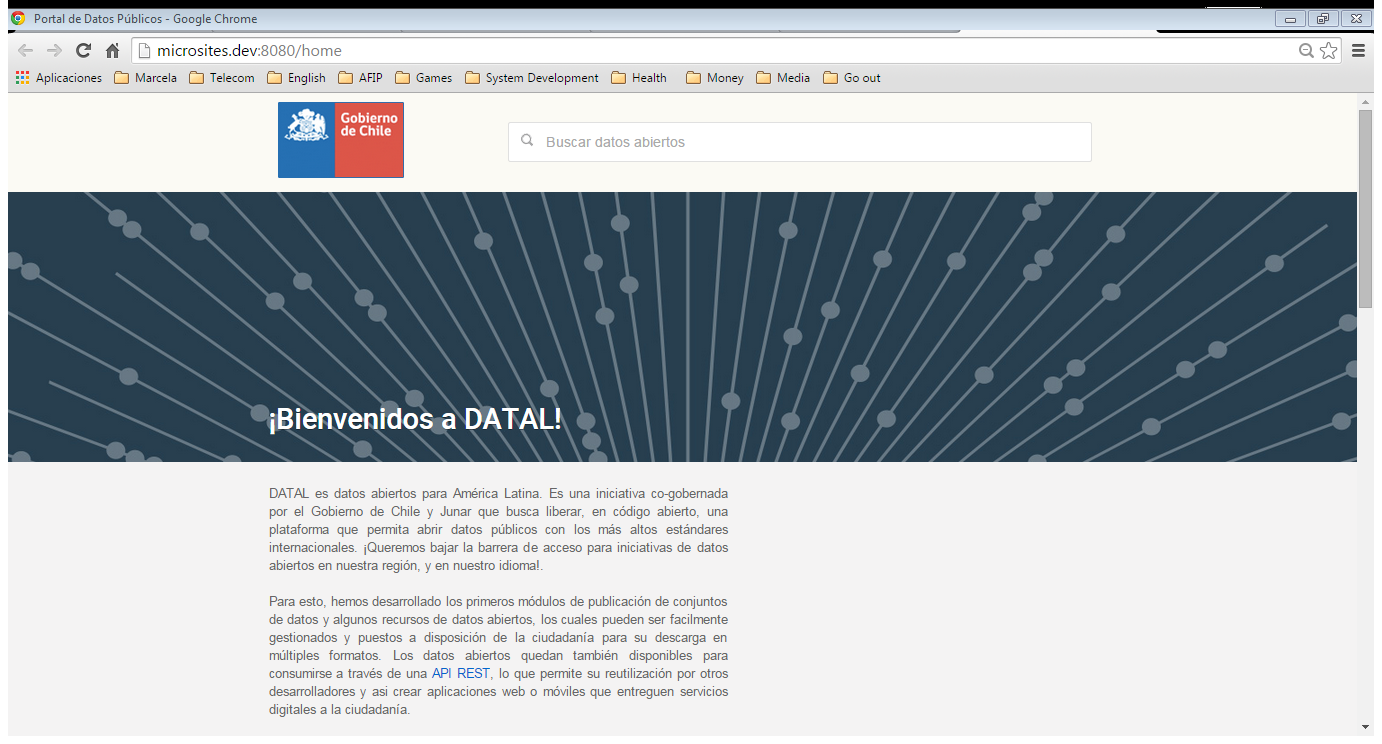 Portal de Datos Públicos - Google Chrome
microsites.dev:8080/home
Aplicaciones Marcela Telecom English AFIP Games System Development Health Money Media Go out
Gobierno
de Chile
Buscar datos abiertos
¡Bienvenidos a DATAL!
DATAL es datos abiertos para América Latina. Es una iniciativa co-gobernada
por el Gobierno de Chile y Junar que busca liberar, en código abierto, una
plataforma que permita abrir datos públicos con los más altos estándares
internacionales. ¡Queremos bajar la barrera de acceso para iniciativas de datos
abiertos en nuestra región, y en nuestro idioma!.
Para esto, hemos desarrollado los primeros módulos de publicación de conjuntos
de datos y algunos recursos de datos abiertos, los cuales pueden ser facilmente
gestionados y puestos a disposición de la ciudadanía para su descarga en
múltiples formatos. Los datos abiertos quedan también disponibles para
consumirse a través de una API REST, lo que permite su reutilización por otros
desarrolladores y asi crear aplicaciones web o móviles que entreguen servicios
digitales a la ciudadanía.